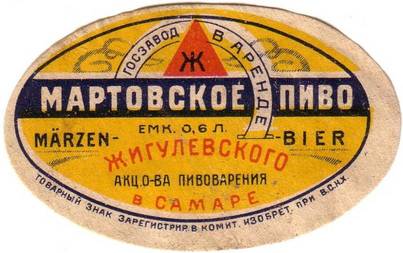 ГОСЗАВОД В АРЕНДЕ
Ж
МАРТОВСКОЕ ПИВО
ЕМК. 0,6 Л.
MÄRZEN- -BIER
ЖИГУЛЕВСКОГО
АКЦ. О-ВА ПИВОВАРЕНИЯ
В САМАРЕ
ТОВАРНЫЙ ЗНАК ЗАРЕГИСТРИР. В КОМИТ. ИЗОБРЕТ. ПРИ В.С.Н.Х